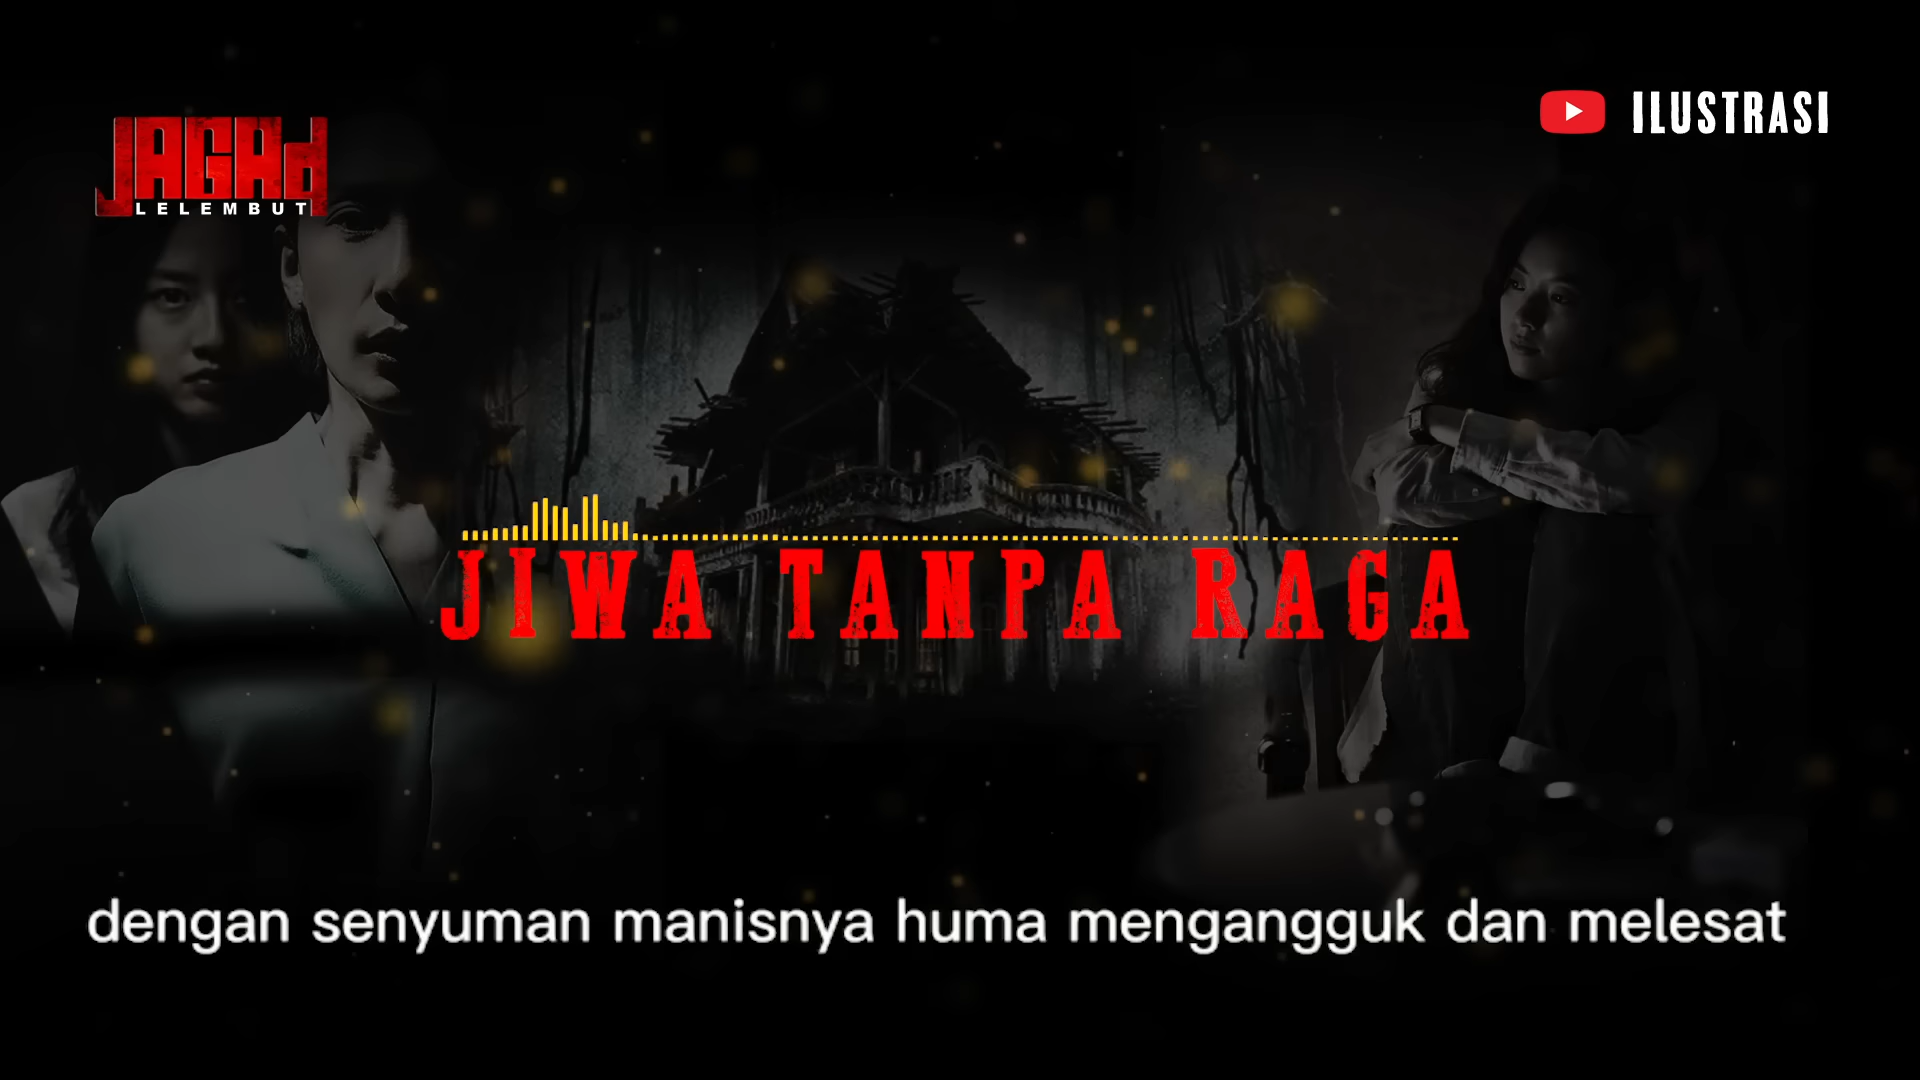 JAGAd
LELEMBUT
ILUSTRASI
JIWA TANPA RAGA
dengan senyuman manisnya huma mengangguk dan melesat